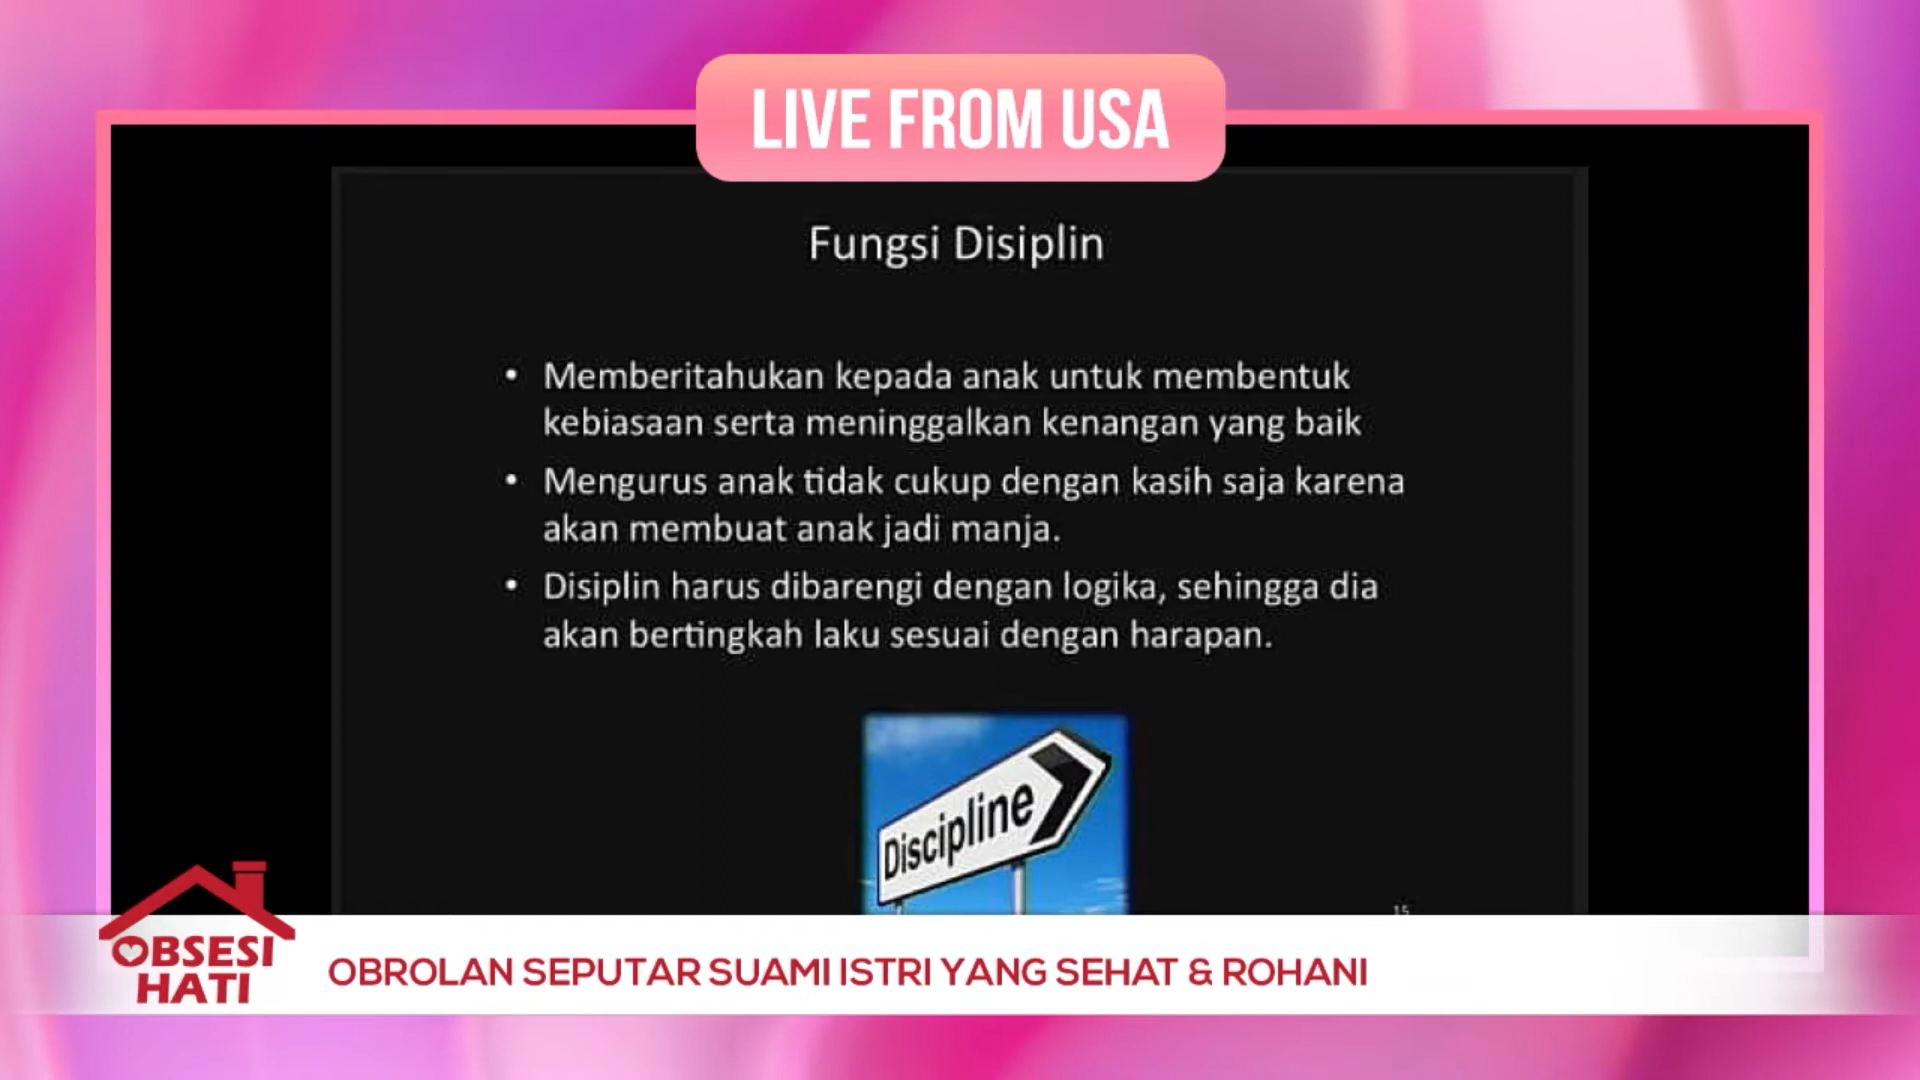 LIVE FROM USA
Fungsi Disiplin
• Memberitahukan kepada anak untuk membentuk
kebiasaan serta meninggalkan kenangan yang baik
• Mengurus anak tidak cukup dengan kasih saja karena
akan membuat anak jadi manja.
• Disiplin harus dibarengi dengan logika, sehingga dia
akan bertingkah laku sesuai dengan harapan.
Discipline
15
OBSESI
HATI
OBROLAN SEPUTAR SUAMI ISTRI YANG SEHAT & ROHANI